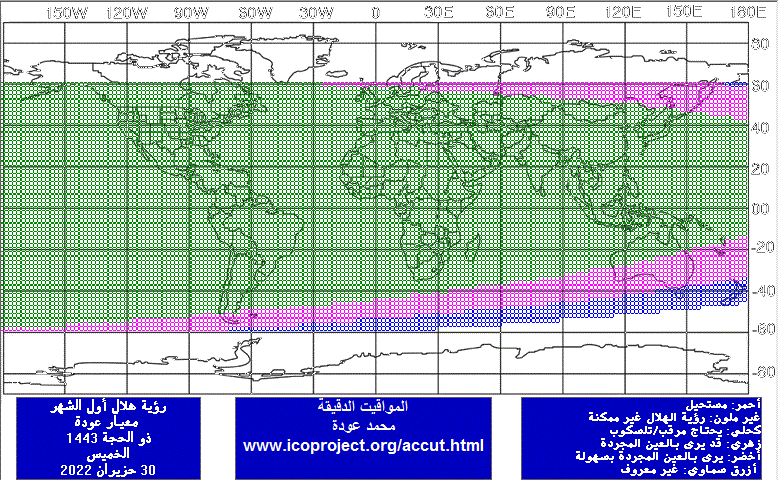 150W 120W 90W 60W 30W 0 30E 60E 90E 120E 150E 180E
60
40
20
00
-20
-40
-60
رؤية هلال أول الشهر
معيار عودة
ذو الحجة 1443
الخميس
30 حزيران 2022
المواقيت الدقيقة
محمد عودة
www.icoproject.org/accut.html
أحمر: مستحيل
غير ملون: رؤية الهلال غير ممكنة
كحلي: يحتاج مرقب/تلسكوب
زهري: قد يرى بالعين المجردة
أخضر: يرى بالعين المجردة بسهولة
أزرق سماوي: غير معروف